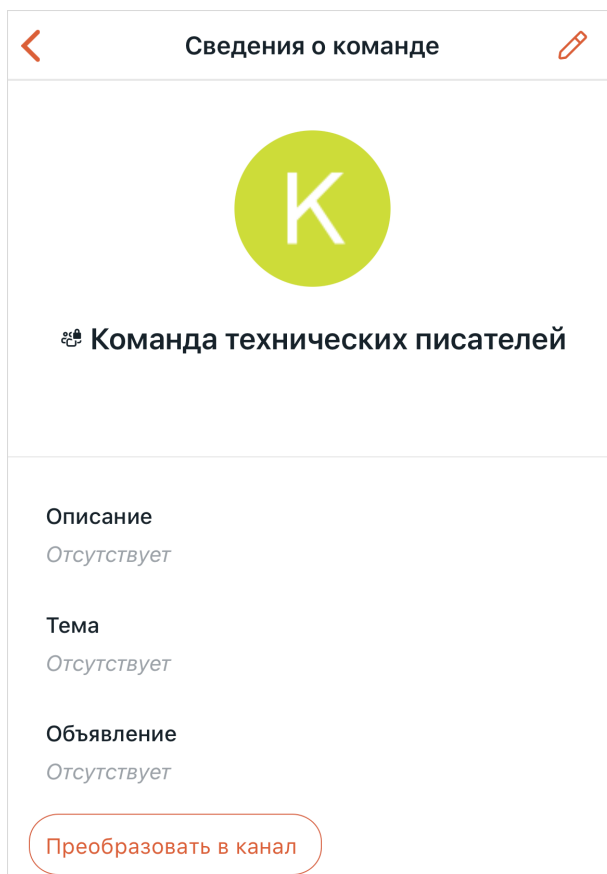 Сведения о команде
К
Команда технических писателей
Описание
Отсутствует
Тема
Отсутствует
Объявление
Отсутствует
Преобразовать в канал